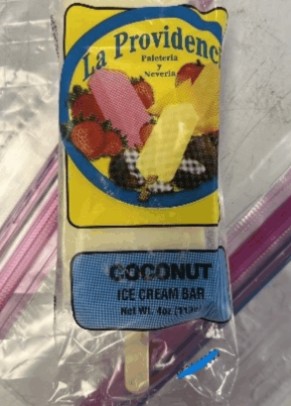 La Providenc
Paleteria
y
Neveria
COCONUT
ICE CREAM BAR
Net Wt. 4oz